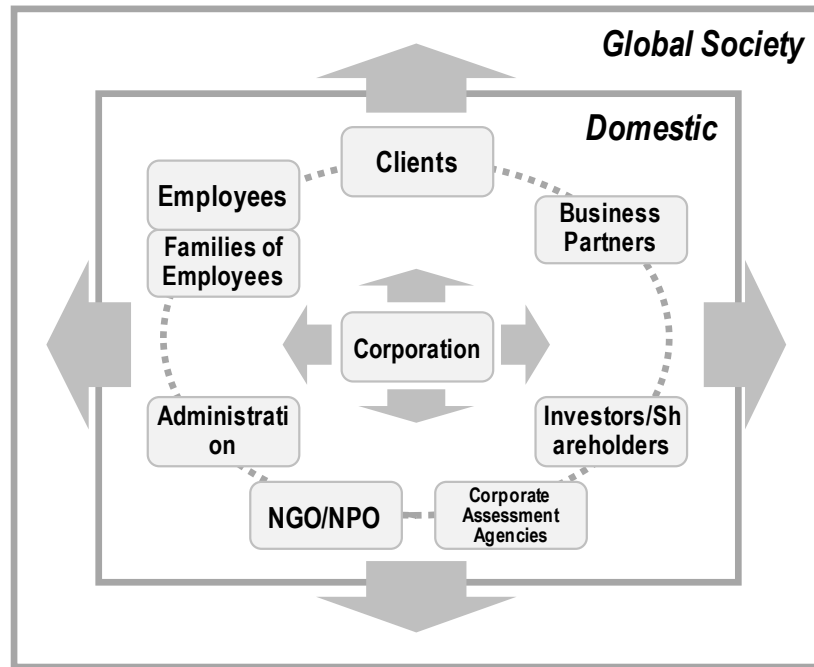 Global Society
Domestic
Clients
Employees
Families of
Employees
Business
Partners
Corporation
Administrati
on
Investors/Sh
areholders
NGO/NPO
Corporate
Assessment
Agencies